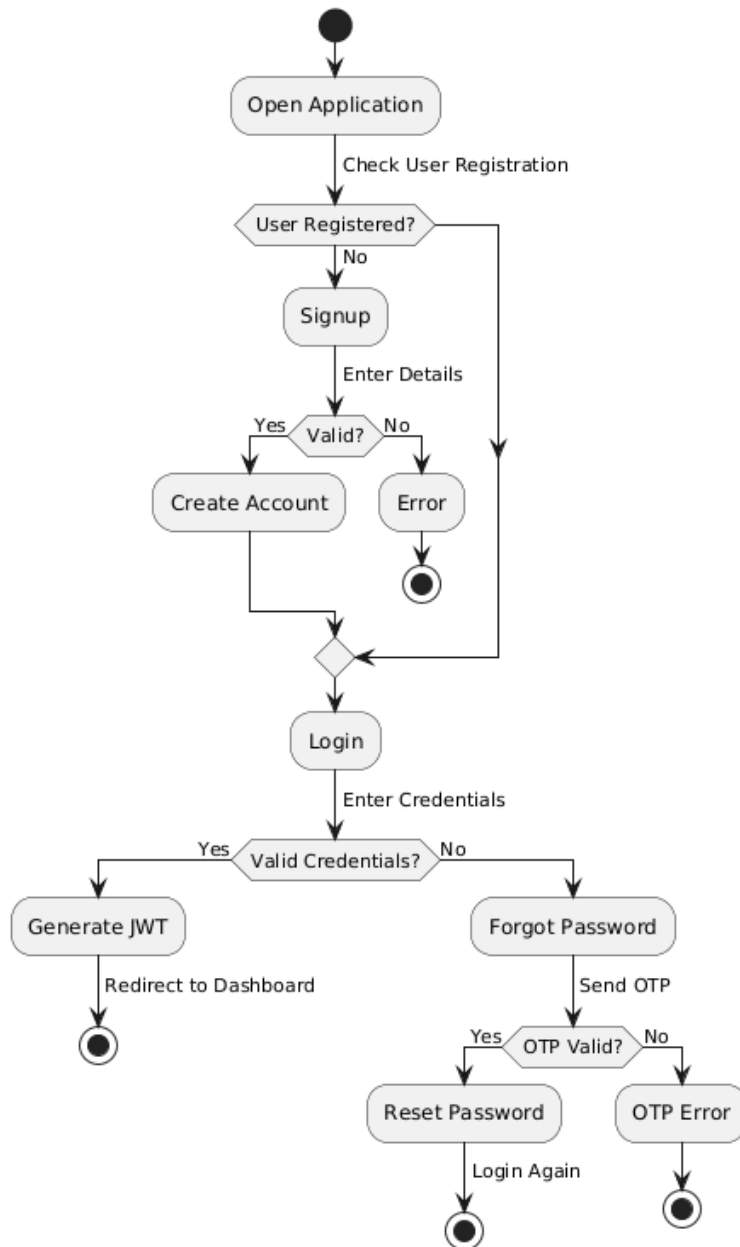 Open Application
Check User Registration
User Registered?
No
Signup
Enter Details
Yes
Valid?
No
Create Account
Error
Login
Enter Credentials
Yes
Valid Credentials?
No
Generate JWT
Forgot Password
Redirect to Dashboard
Send OTP
Yes
OTP Valid?
No
Reset Password
OTP Error
Login Again